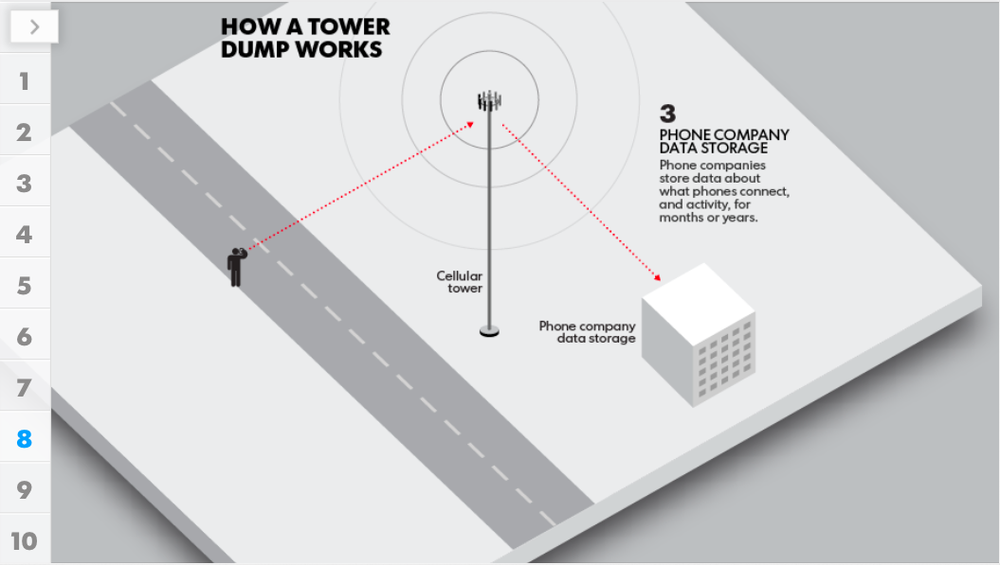 HOW A TOWER
DUMP WORKS
1
2
3
4
5
6
7
8
9
10
3
PHONE COMPANY
DATA STORAGE
Phone companies
store data about
what phones connect,
and activity, for
months or years.
Cellular
tower
Phone company
data storage